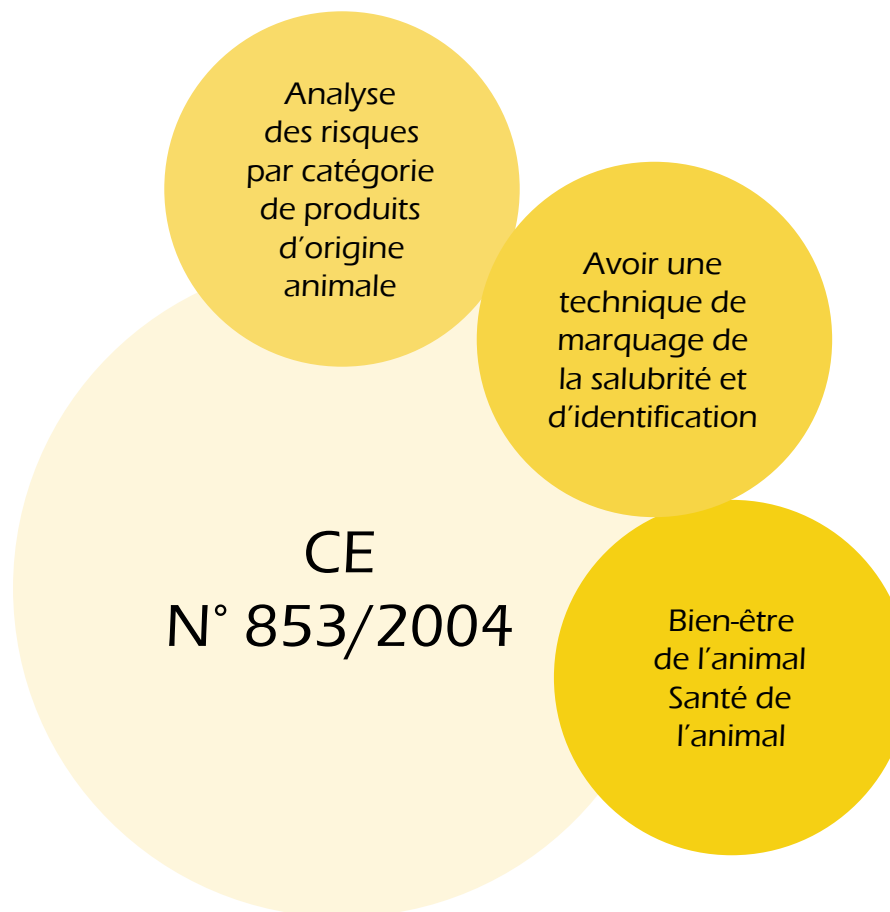 Analyse
des risques
par catégorie
de produits
d'origine
animale
Avoir une
technique de
marquage de
la salubrité et
d'identification
CE
N° 853/2004
Bien-être
de l'animal
Santé de
l'animal